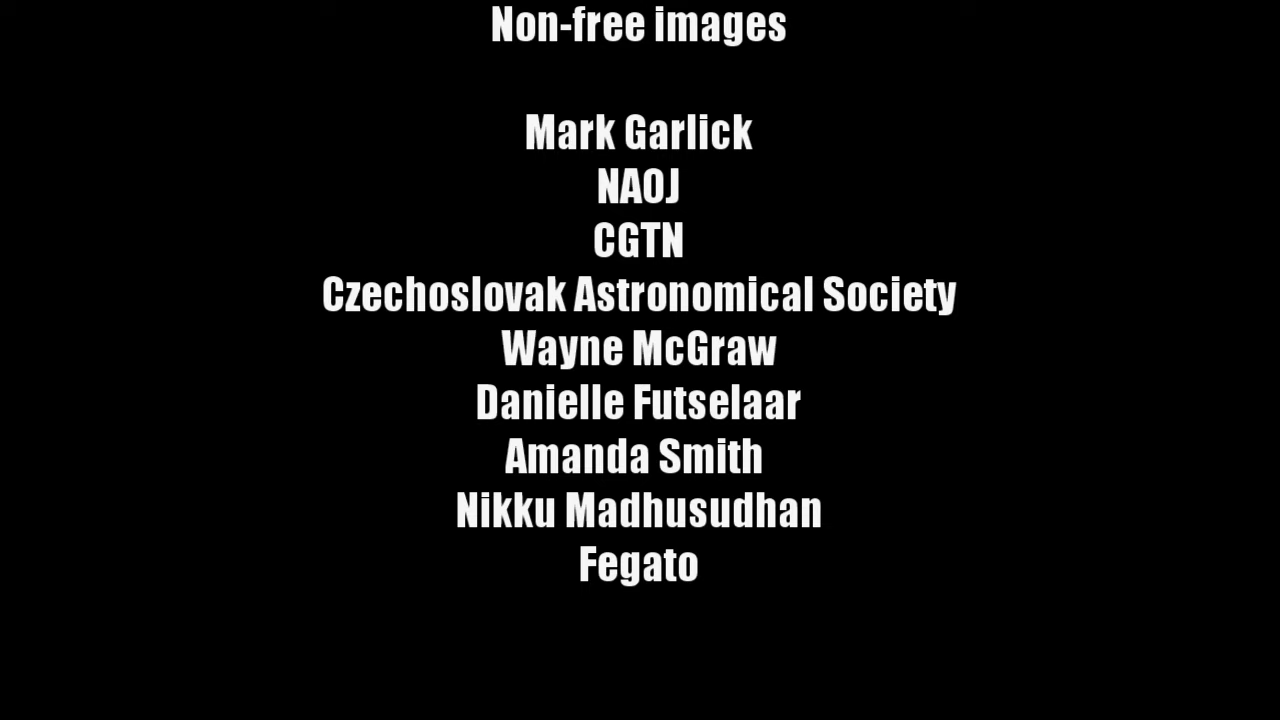 Non-free images
Mark Garlick
NAOJ
CGTN
Czechoslovak Astronomical Society
Wayne McGraw
Danielle Futselaar
Amanda Smith
Nikku Madhusudhan
Fegato